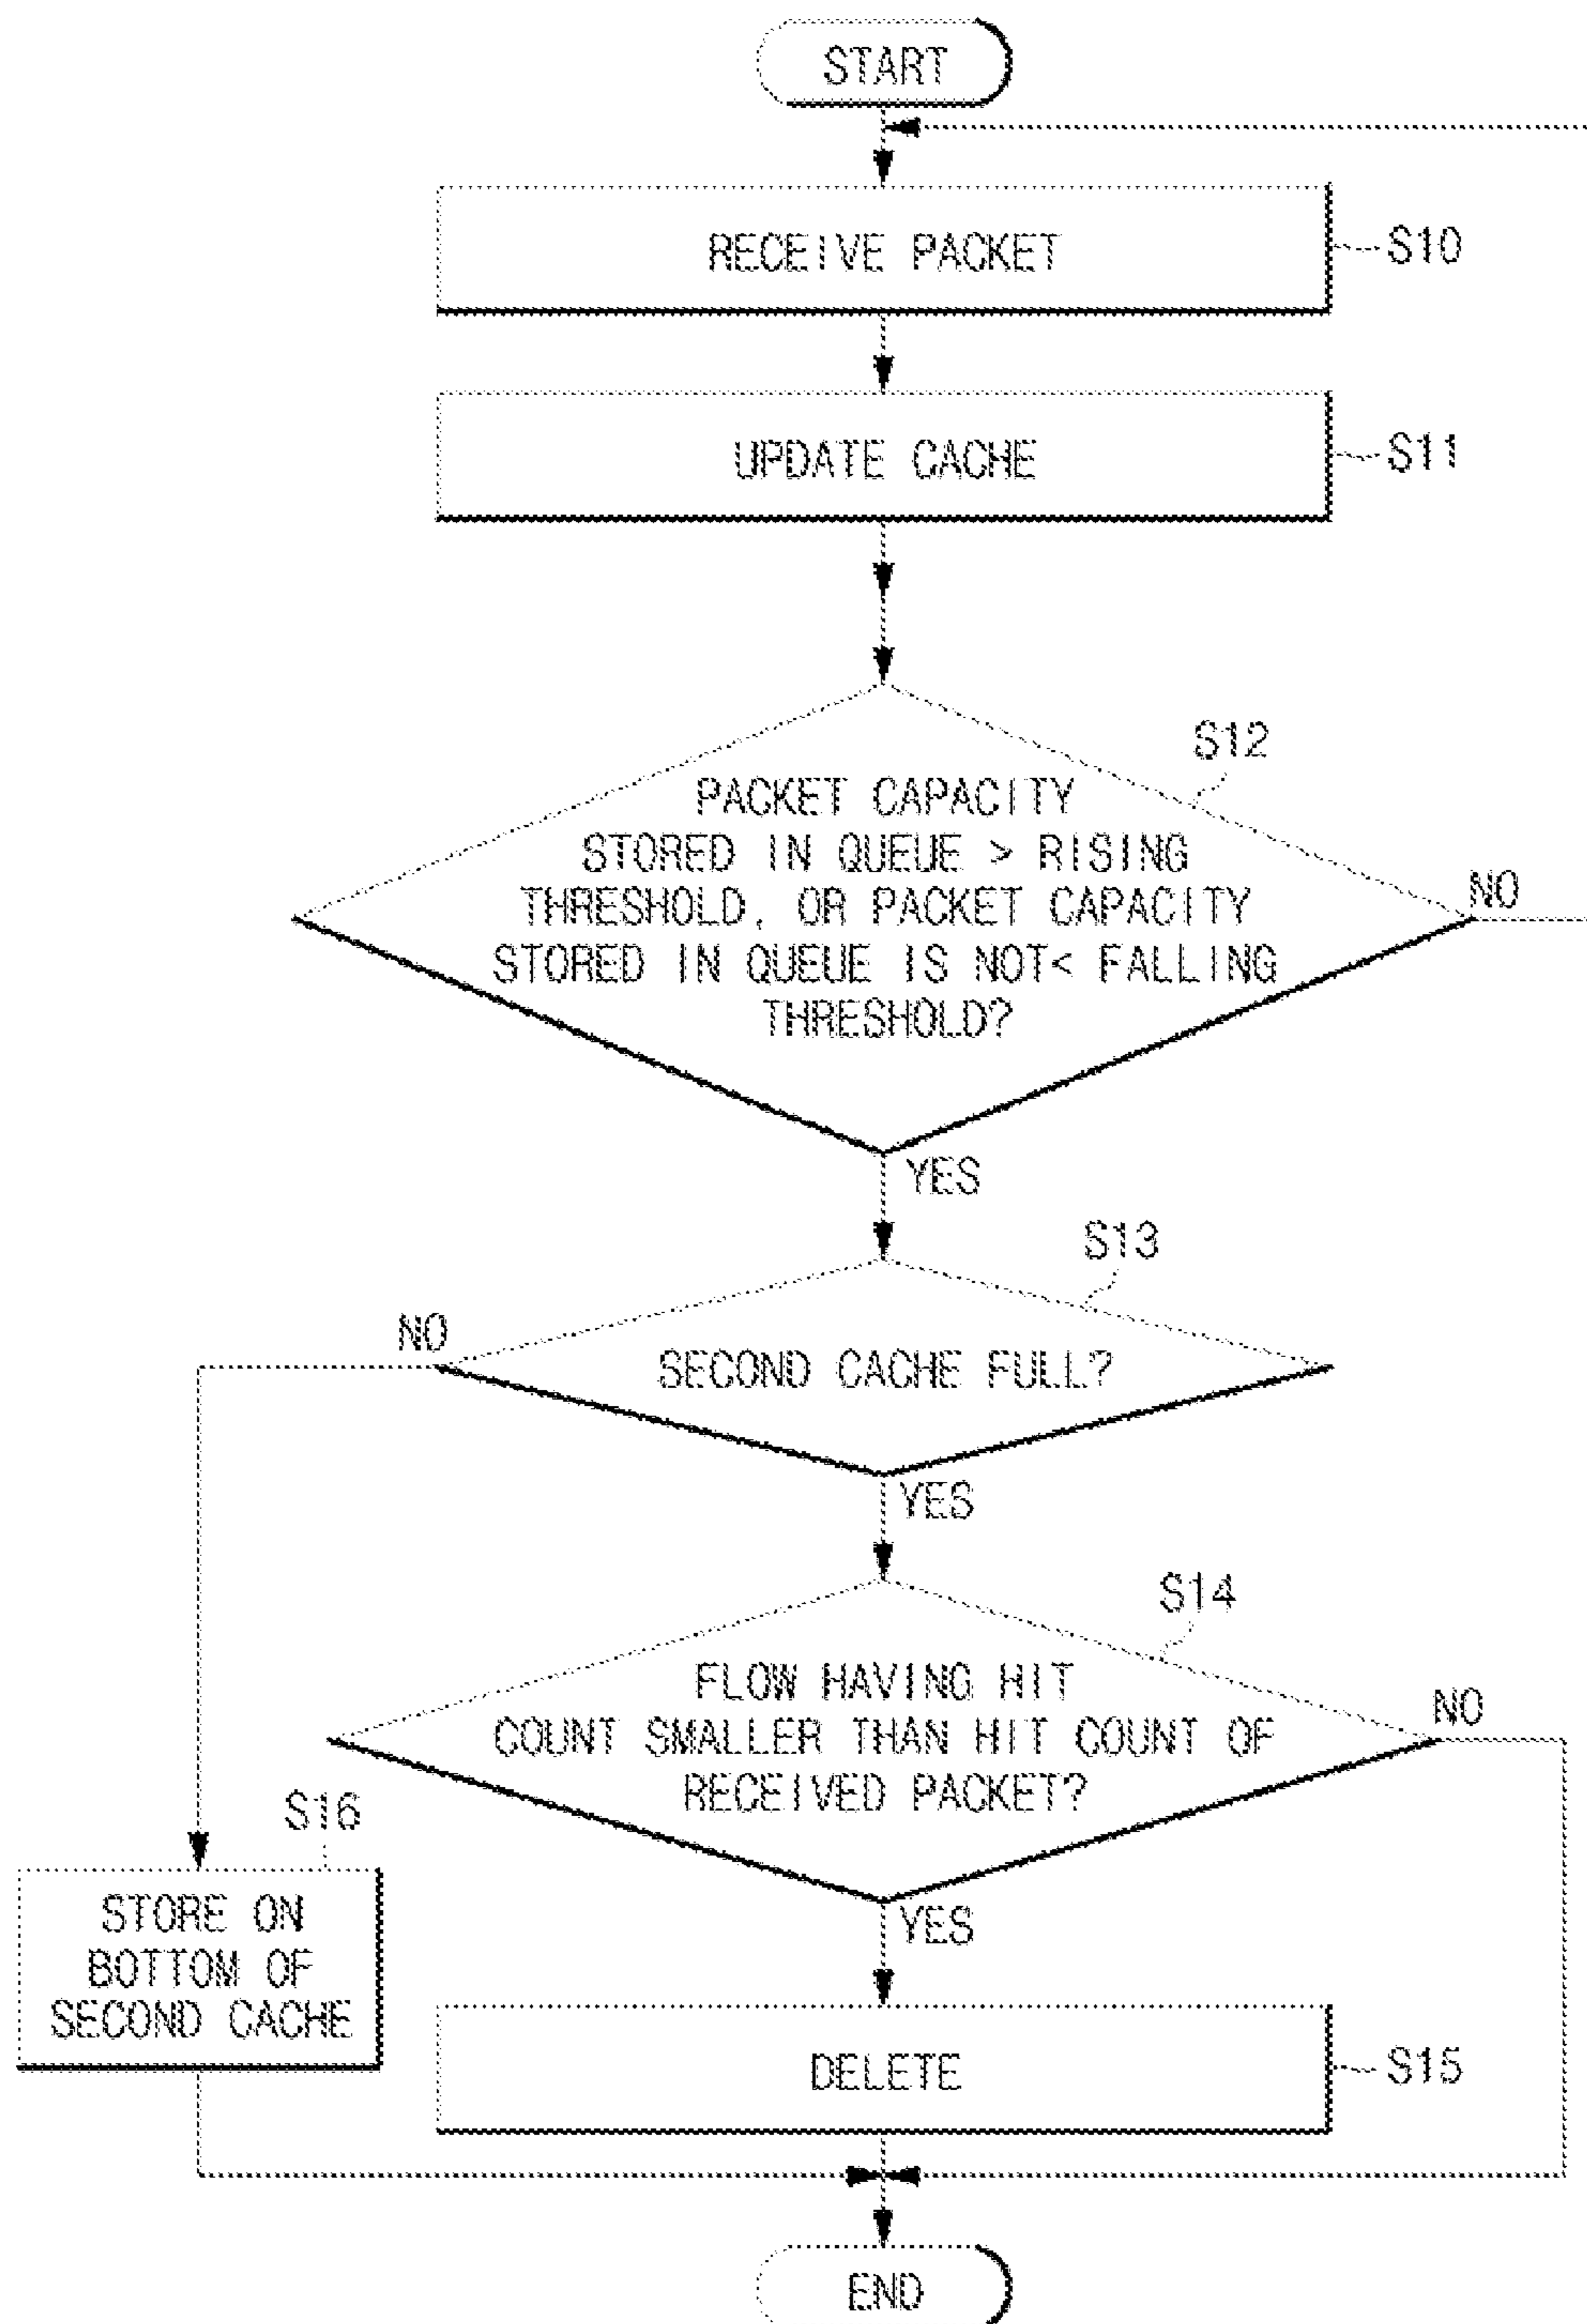 START
RECEIVE PACKET
S10
UPDATE CACHE
S11
S12
PACKET CAPACITY
STORED IN QUEUE > RISING
THRESHOLD, OR PACKET CAPACITY
STORED IN QUEUE IS NOT< FALLING
THRESHOLD?
NO
YES
S13
NO
SECOND CACHE FULL?
YES
S14
FLOW HAVING HIT
COUNT SMALLER THAN HIT COUNT OF
RECEIVED PACKET?
NO
YES
S16
STORE ON
BOTTOM OF
SECOND CACHE
DELETE
S15
END